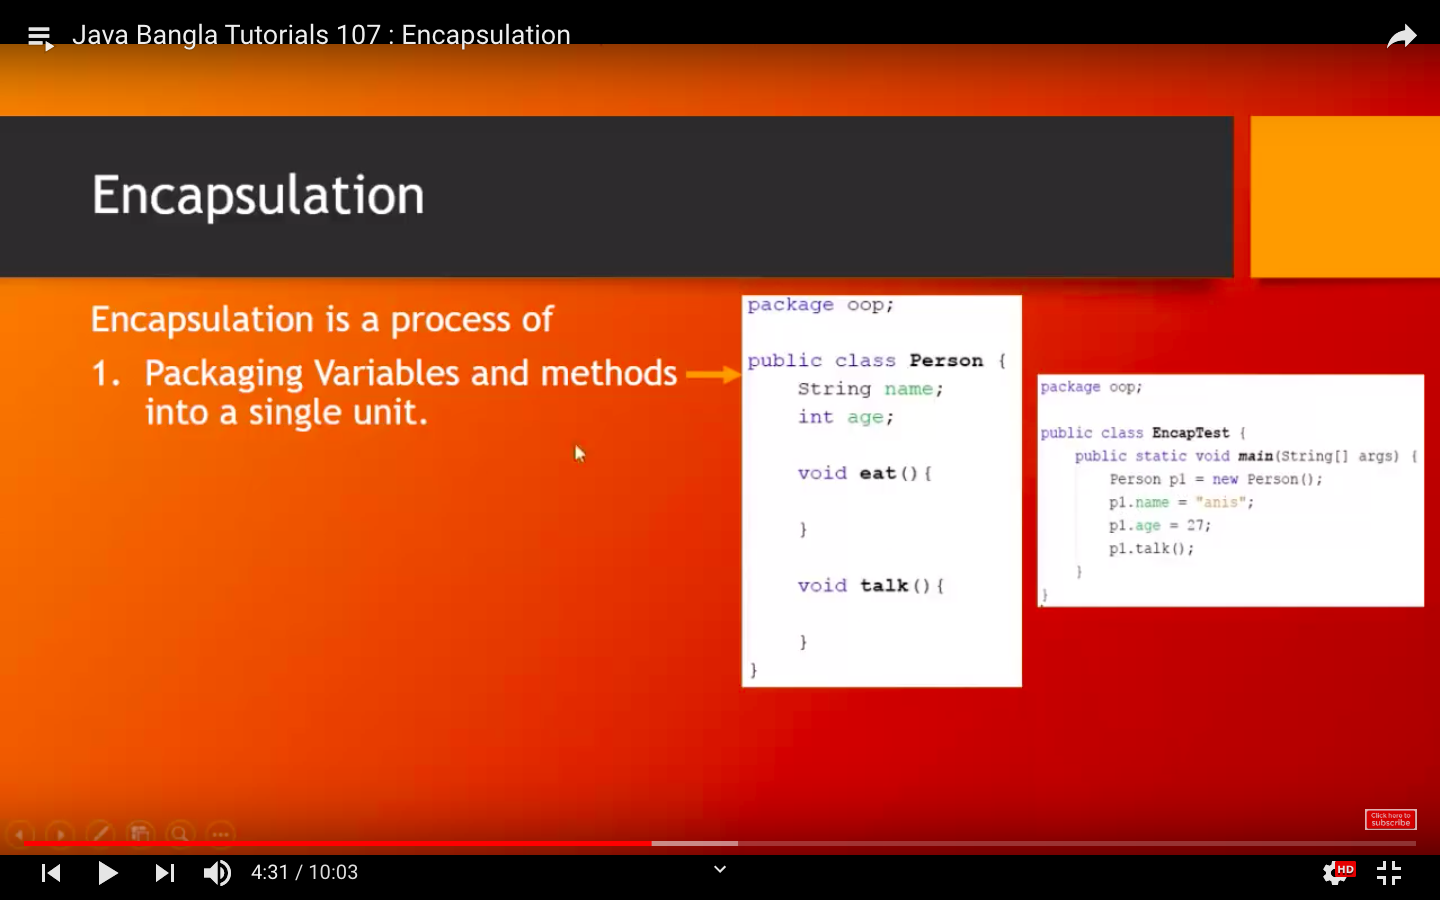 Java Bangla Tutorials 107 : Encapsulation
Encapsulation
Encapsulation is a process of
1. Packaging Variables and methods
into a single unit.
package oop;
public class Person {
String name;
int age;
void eat(){
}
void talk(){
}
}
package oop;
public class EncapTest {
public static void main(String[] args) {
Person p1 = new Person();
p1.name = "anis";
p1.age = 27;
p1.talk();
}
}
Click here to
subscribe
4:31 / 10:03
HD